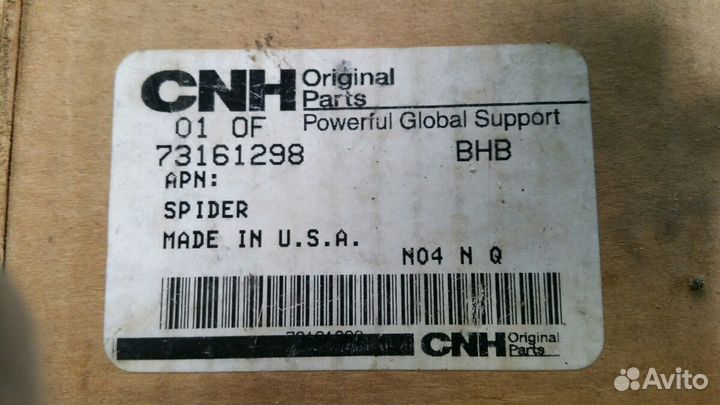 CNH Original Parts
01 OF Powerful Global Support
73161298 BHB
APN:
SPIDER
MADE IN U.S.A.
N04 N Q
73161298
CNH Original Parts
Avito